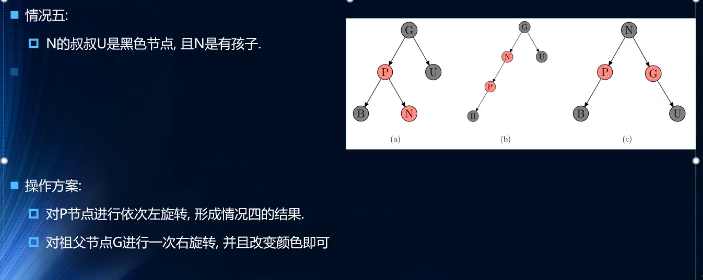 情况五:
N的叔叔U是黑色节点, 且N是有孩子.
G
P
U
B
N
(a)
G
N
U
P
B
(b)
N
P
G
B
U
(c)
操作方案:
对P节点进行依次左旋转, 形成情况四的结果.
对祖父节点G进行一次右旋转, 并且改变颜色即可